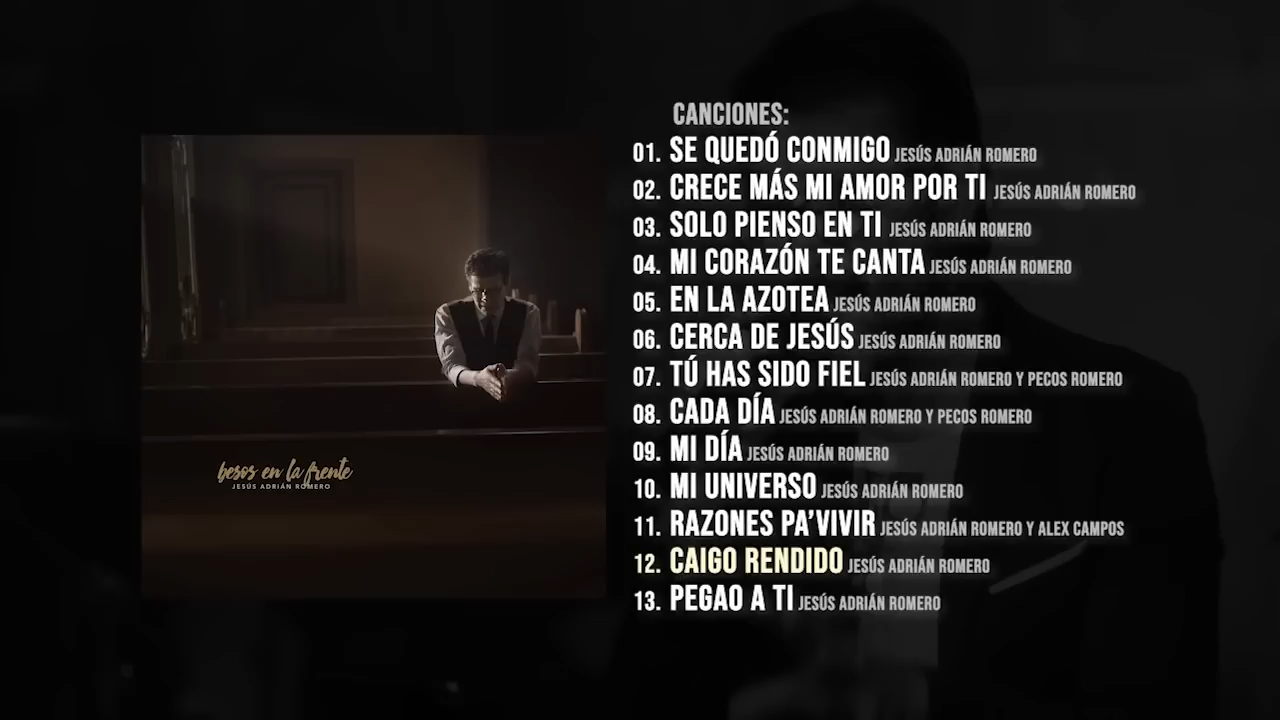 CANCIONES:
01. SE QUEDÓ CONMIGO JESÚS ADRIÁN ROMERO
02. CRECE MÁS MI AMOR POR TI JESÚS ADRIÁN ROMERO
03. SOLO PIENSO EN TI JESÚS ADRIÁN ROMERO
04. MI CORAZÓN TE CANTA JESÚS ADRIÁN ROMERO
05. EN LA AZOTEA JESÚS ADRIÁN ROMERO
06. CERCA DE JESÚS JESÚS ADRIÁN ROMERO
07. TÚ HAS SIDO FIEL JESÚS ADRIÁN ROMERO Y PECOS ROMERO
08. CADA DÍA JESÚS ADRIÁN ROMERO Y PECOS ROMERO
09. MI DÍA JESÚS ADRIÁN ROMERO
10. MI UNIVERSO JESÚS ADRIÁN ROMERO
11. RAZONES PA'VIVIR JESÚS ADRIÁN ROMERO Y ALEX CAMPOS
12. CAIGO RENDIDO JESÚS ADRIÁN ROMERO
13. PEGAO A TI JESÚS ADRIÁN ROMERO
besos en la frente
JESÚS ADRIÁN ROMERO